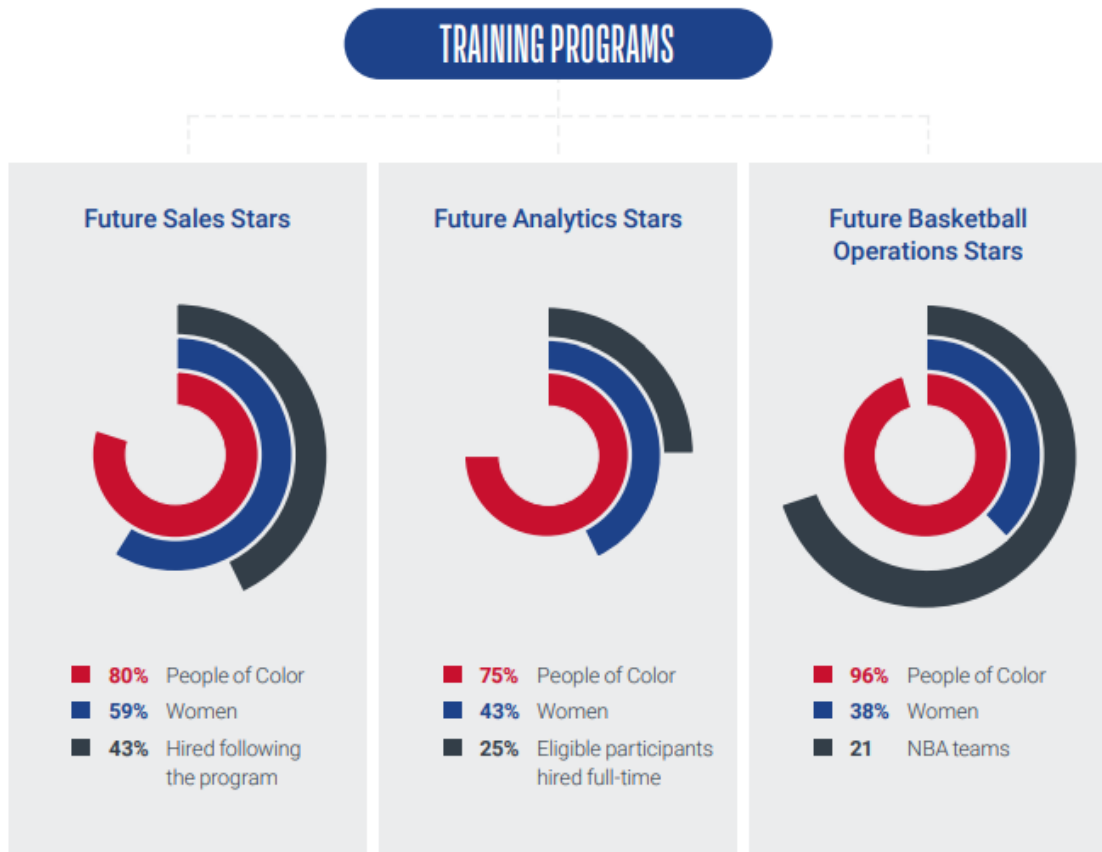 TRAINING PROGRAMS
Future Sales Stars
80% People of Color
59% Women
43% Hired following
the program
Future Analytics Stars
75% People of Color
43% Women
25% Eligible participants
hired full-time
Future Basketball
Operations Stars
96% People of Color
38% Women
21 NBA teams